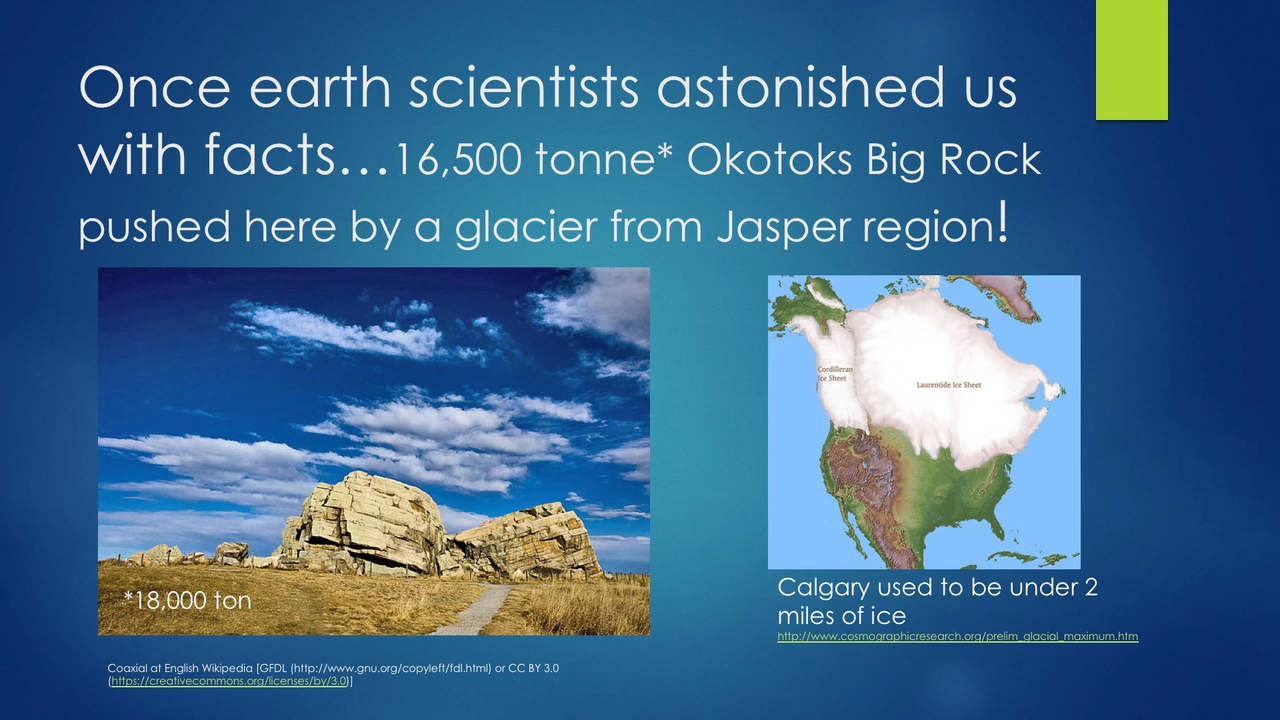 Once earth scientists astonished us
with facts…16,500 tonne* Okotoks Big Rock
pushed here by a glacier from Jasper region!
Cordilleran
Ice Sheet
Laurentide Ice Sheet
*18,000 ton
Calgary used to be under 2
miles of ice
http://www.cosmographicresearch.org/prelim_glacial_maximum.htm
Coaxial at English Wikipedia [GFDL (http://www.gnu.org/copyleft/fdl.html) or CC BY 3.0
(https://creativecommons.org/licenses/by/3.0)]